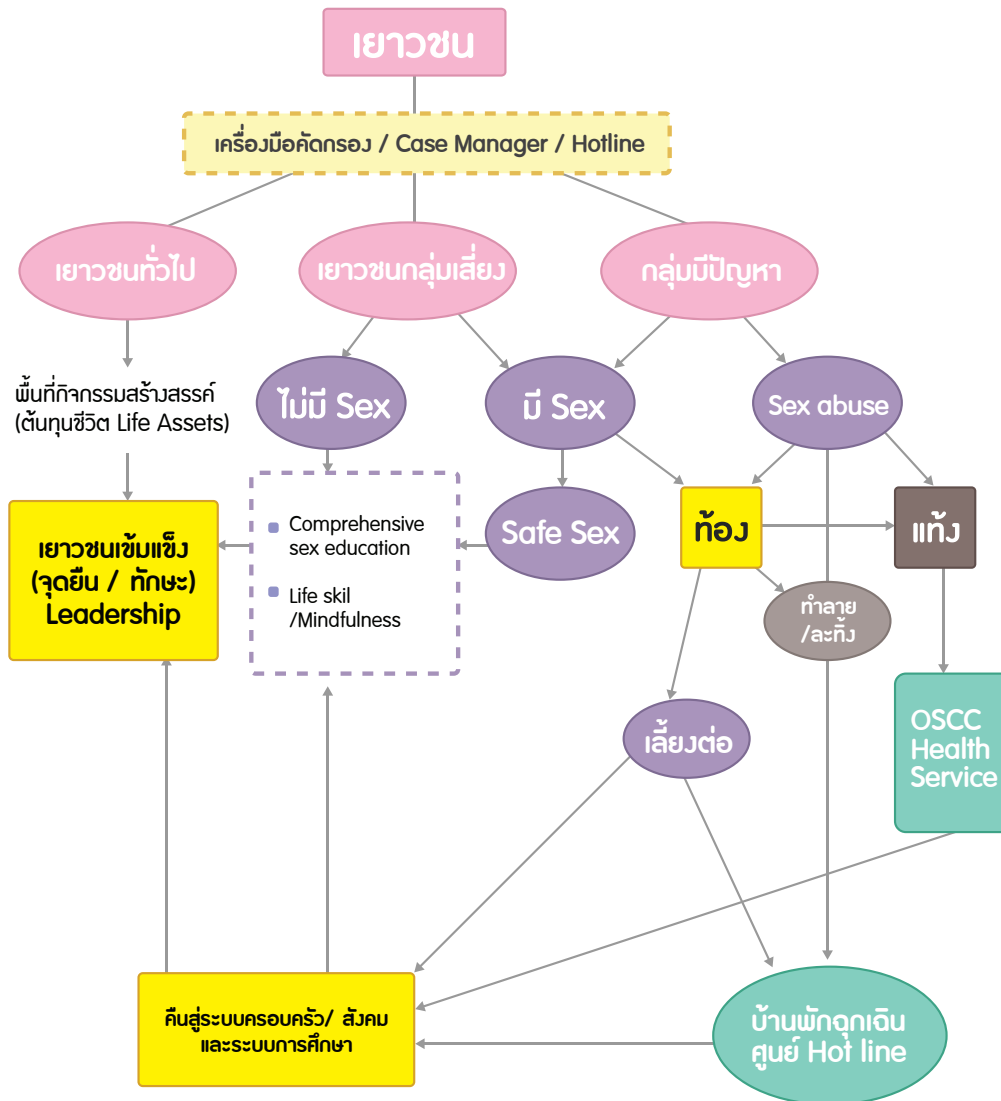 เยาวชน
เครื่องมือคัดกรอง / Case Manager / Hotline
เยาวชนทั่วไป
เยาวชนกลุ่มเสี่ยง
กลุ่มมีปัญหา
พื้นที่กิจกรรมสร้างสรรค์
(ต้นทุนชีวิต Life Assets)
ไม่มี Sex
มี Sex
Sex abuse
เยาวชนเข้มแข็ง
(จุดยืน / ทักษะ)
Leadership
Comprehensive
sex education
Life skil
/Mindfulness
Safe Sex
ท้อง
แท้ง
ทำลาย
/ละทิ้ง
เลี้ยงต่อ
OSCC
Health
Service
คืนสู่ระบบครอบครัว/ สังคม
และระบบการศึกษา
บ้านพักฉุกเฉิน
ศูนย์ Hot line